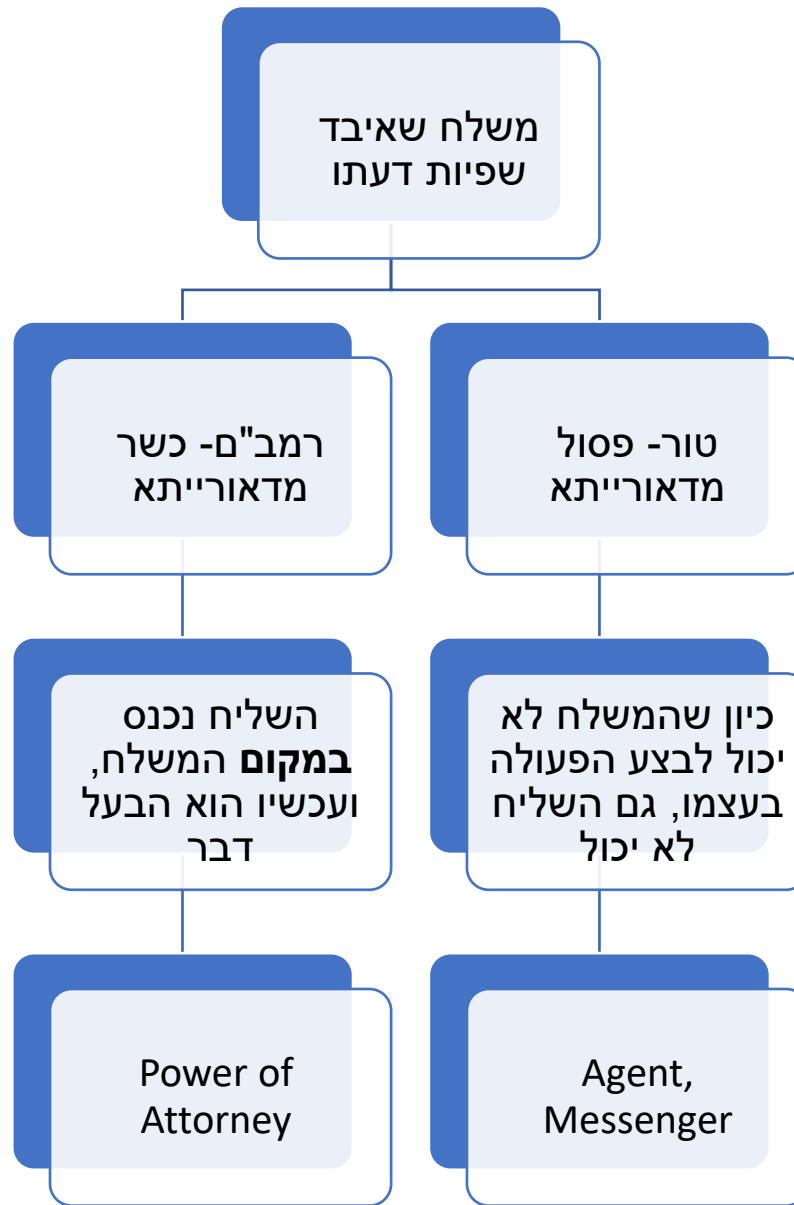 משלח שאיבד
שפיות דעתו
טור- פסול
מדאורייתא
רמב"ם- כשר
מדאורייתא
כיון שהמשלח לא
יכול לבצע הפעולה
בעצמו, גם השליח
לא יכול
השליח נכנס
במקום המשלח,
ועכשיו הוא הבעל
דבר
Agent,
Messenger
Power of
Attorney